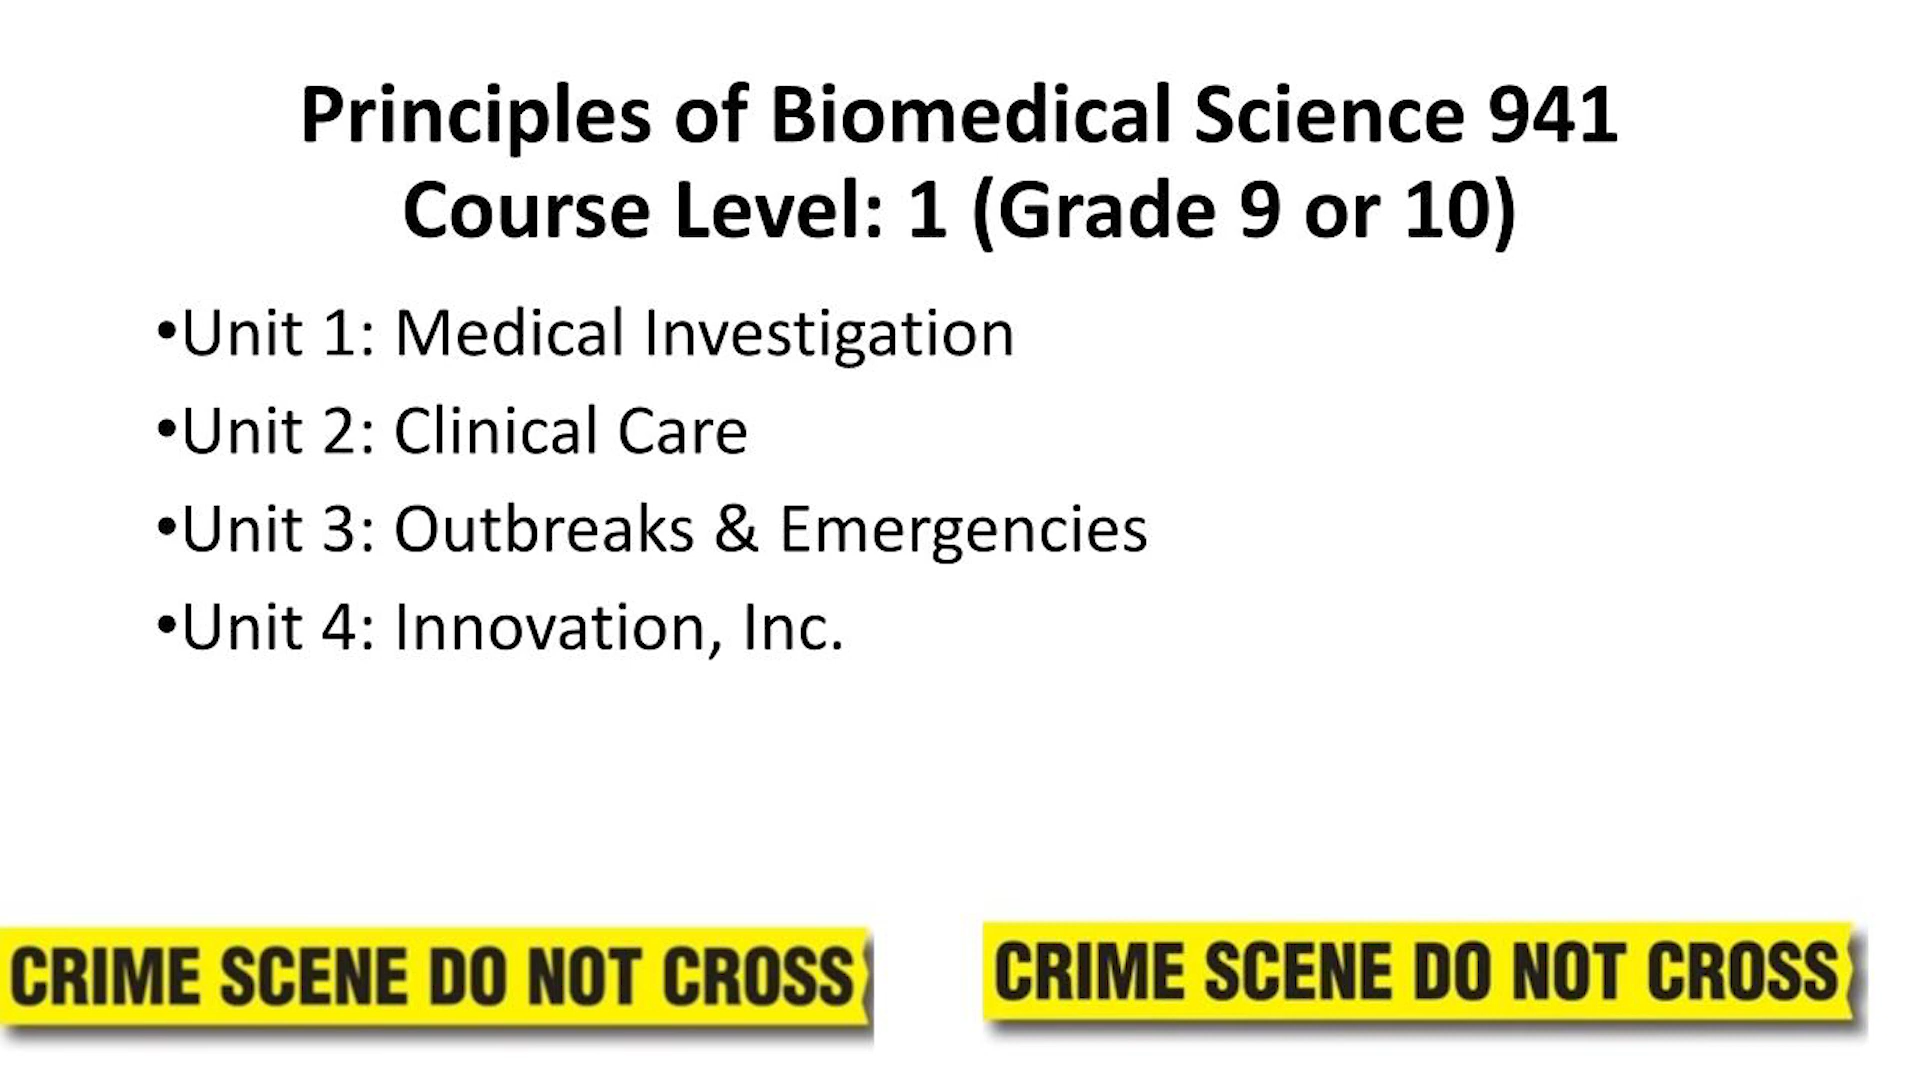 Principles of Biomedical Science 941
Course Level: 1 (Grade 9 or 10)
•Unit 1: Medical Investigation
•Unit 2: Clinical Care
•Unit 3: Outbreaks & Emergencies
•Unit 4: Innovation, Inc.
CRIME SCENE DO NOT CROSS
CRIME SCENE DO NOT CROSS